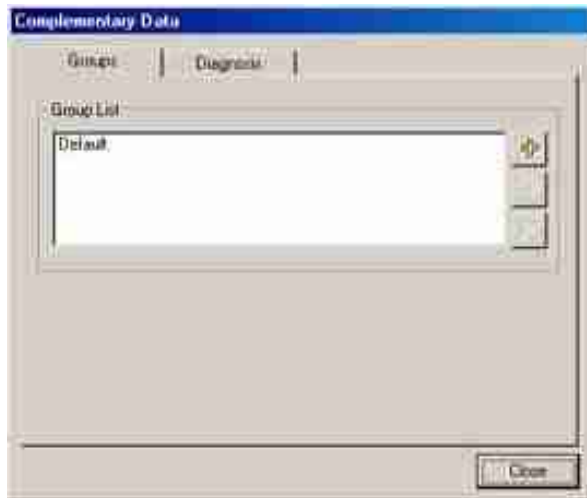 Complementary Data
Groups Diagnosis
Group List
Default
Close